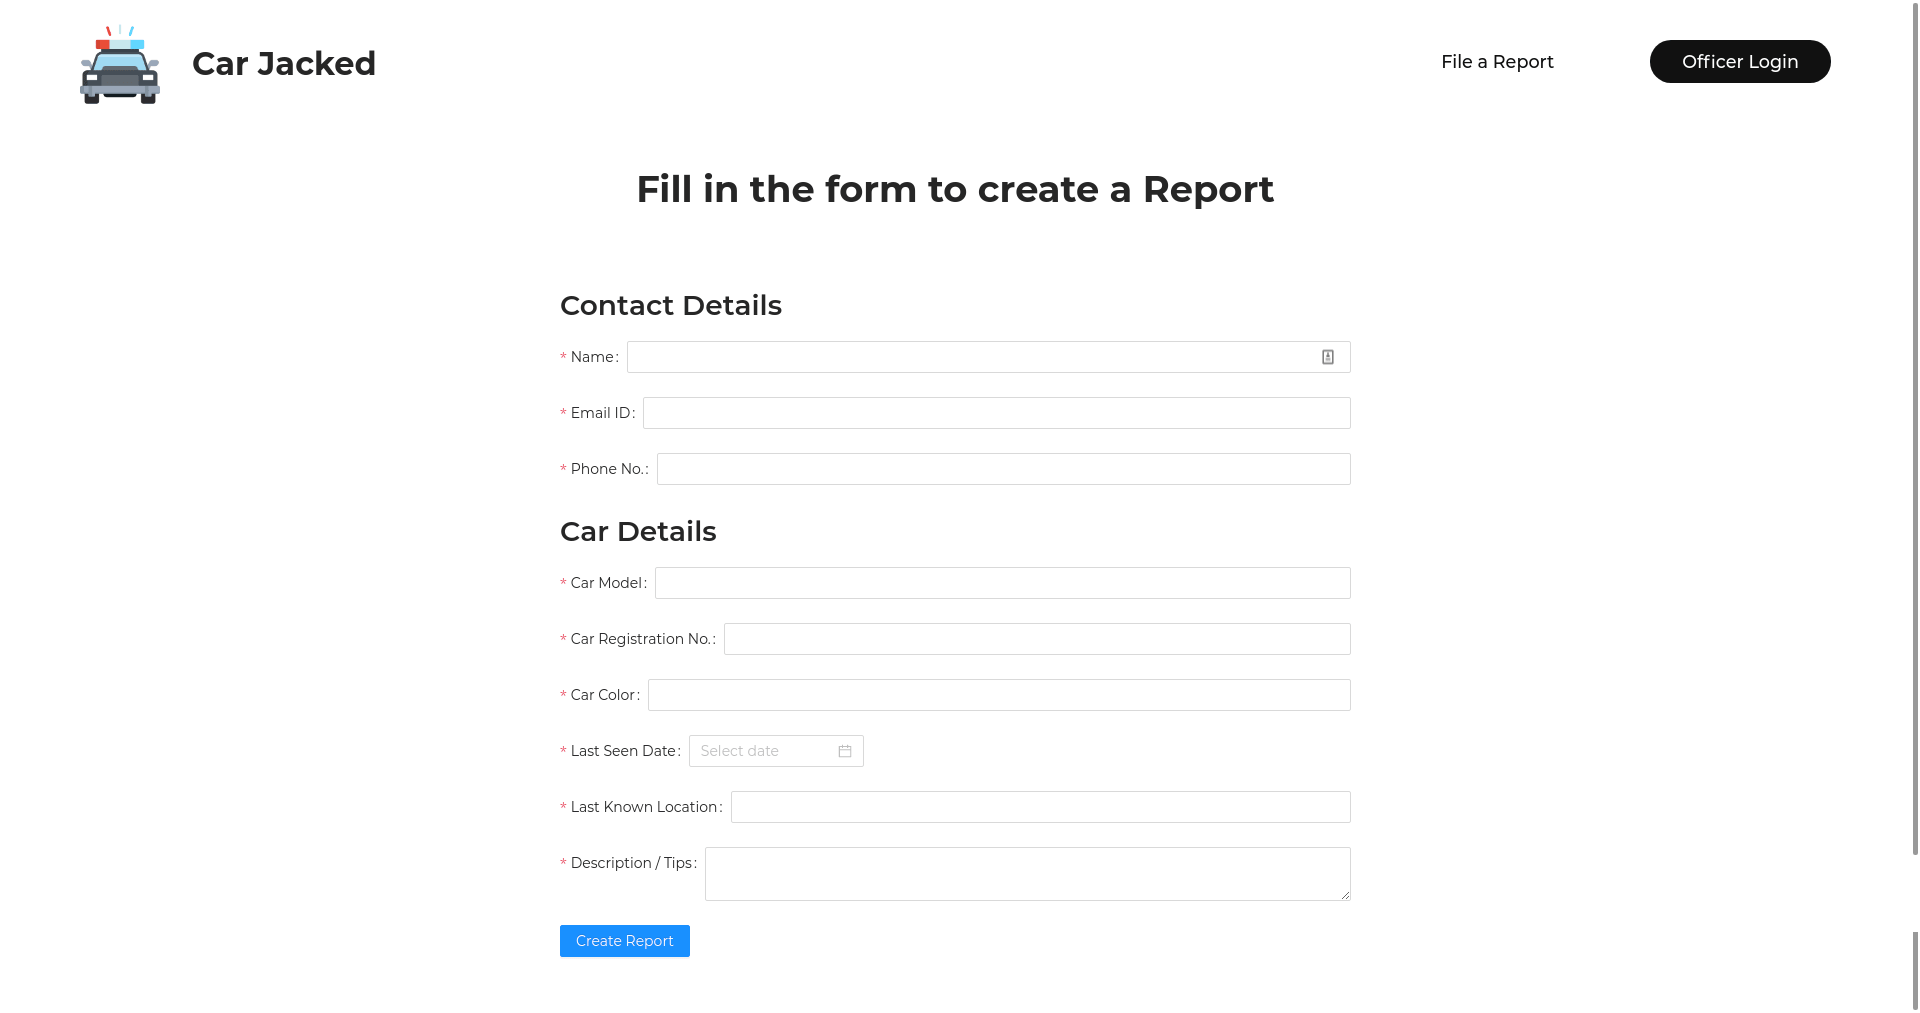 Car Jacked
File a Report
Officer Login
Fill in the form to create a Report
Contact Details
* Name:
* Email ID:
* Phone No.:
Car Details
* Car Model:
* Car Registration No.:
* Car Color:
* Last Seen Date: Select date
* Last Known Location:
* Description / Tips:
Create Report